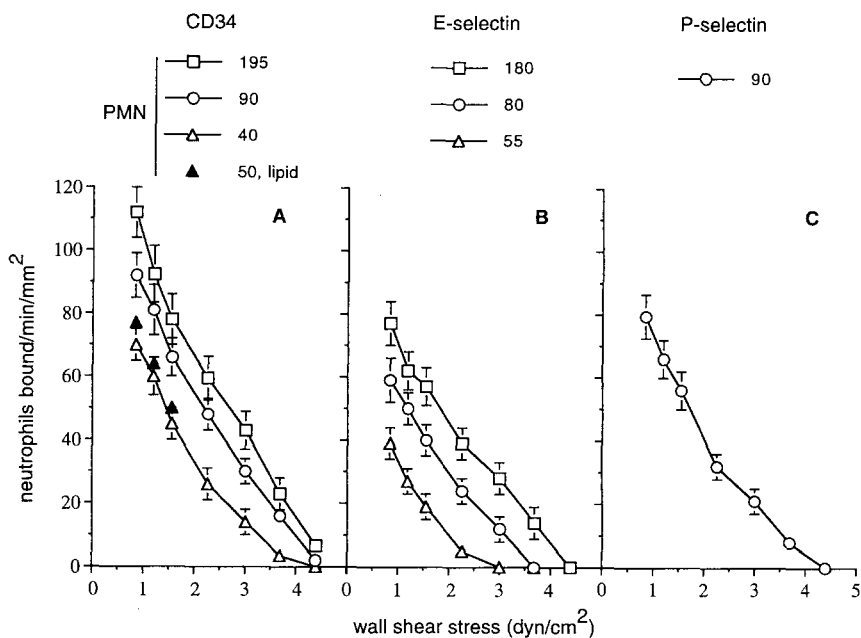 CD34
E-selectin
P-selectin
PMN
195
90
40
50, lipid
180
80
55
90
A
B
C
neutrophils bound/min/mm2
120
100
80
60
40
20
0
0 1 2 3 4
0 1 2 3 4
0 1 2 3 4 5
wall shear stress (dyn/cm2)